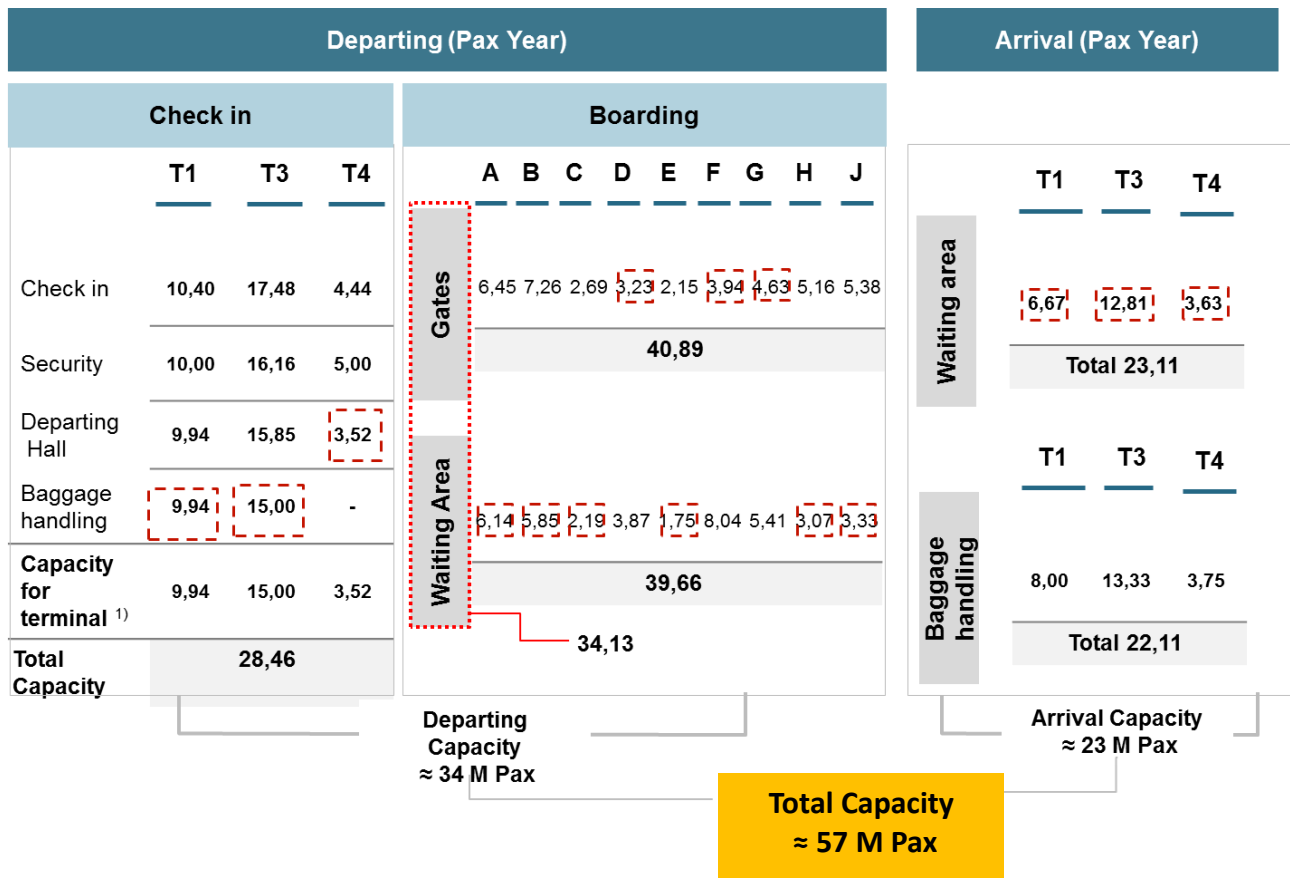 Departing (Pax Year)
Arrival (Pax Year)
Check in
Boarding
T1 T3 T4
A B C D E F G H J
T1 T3 T4
Check in 10,40 17,48 4,44
Gates
6,45 7,26 2,69 3,23 2,15 3,94 4,63 5,16 5,38
40,89
Waiting area
6,67 12,81 3,63
Total 23,11
Security 10,00 16,16 5,00
Departing
Hall
9,94 15,85 3,52
Baggage
handling
9,94 15,00 -
Waiting Area
6,14 5,85 2,19 3,87 1,75 8,04 5,41 3,07 3,33
39,66
34,13
T1 T3 T4
Baggage
handling
8,00 13,33 3,75
Total 22,11
Capacity
for
terminal 1)
9,94 15,00 3,52
Total
Capacity
28,46
Departing
Capacity
≈ 34 M Pax
Arrival Capacity
≈ 23 M Pax
Total Capacity
≈ 57 M Pax